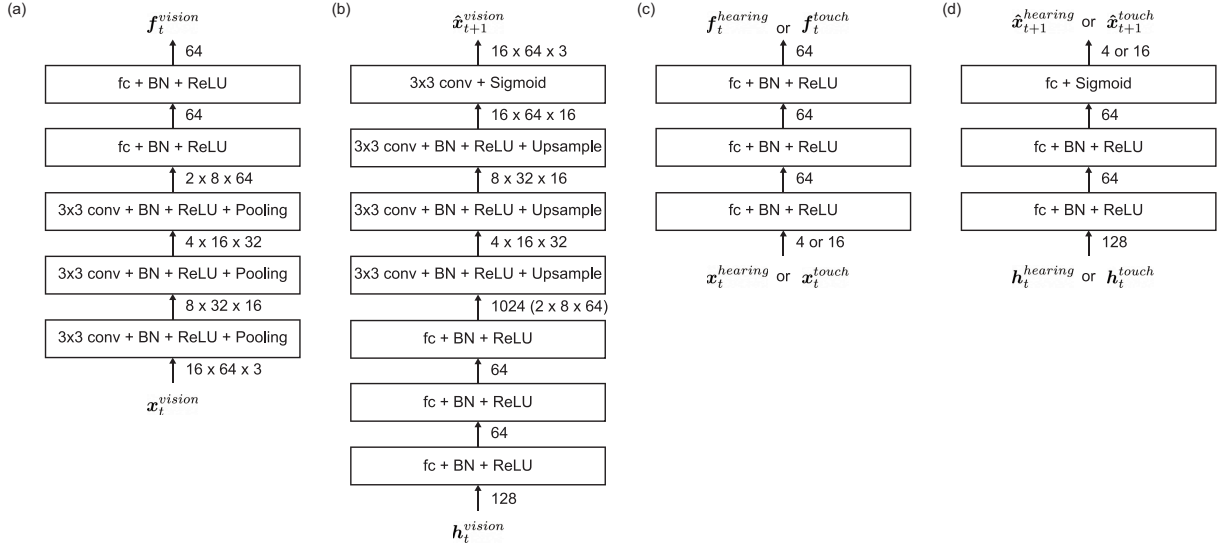 (a)
f_t^{vision}
64
fc + BN + ReLU
64
fc + BN + ReLU
2 x 8 x 64
3x3 conv + BN + ReLU + Pooling
4 x 16 x 32
3x3 conv + BN + ReLU + Pooling
8 x 32 x 16
3x3 conv + BN + ReLU + Pooling
16 x 64 x 3
x_t^{vision}
(b)
x̂_{t+1}^{vision}
16 x 64 x 3
3x3 conv + Sigmoid
16 x 64 x 16
3x3 conv + BN + ReLU + Upsample
8 x 32 x 16
3x3 conv + BN + ReLU + Upsample
4 x 16 x 32
3x3 conv + BN + ReLU + Upsample
1024 (2 x 8 x 64)
fc + BN + ReLU
64
fc + BN + ReLU
64
fc + BN + ReLU
128
h_t^{vision}
(c)
f_t^{hearing} or f_t^{touch}
64
fc + BN + ReLU
64
fc + BN + ReLU
64
fc + BN + ReLU
4 or 16
x_t^{hearing} or x_t^{touch}
(d)
x̂_{t+1}^{hearing} or x̂_{t+1}^{touch}
4 or 16
fc + Sigmoid
64
fc + BN + ReLU
64
fc + BN + ReLU
128
h_t^{hearing} or h_t^{touch}